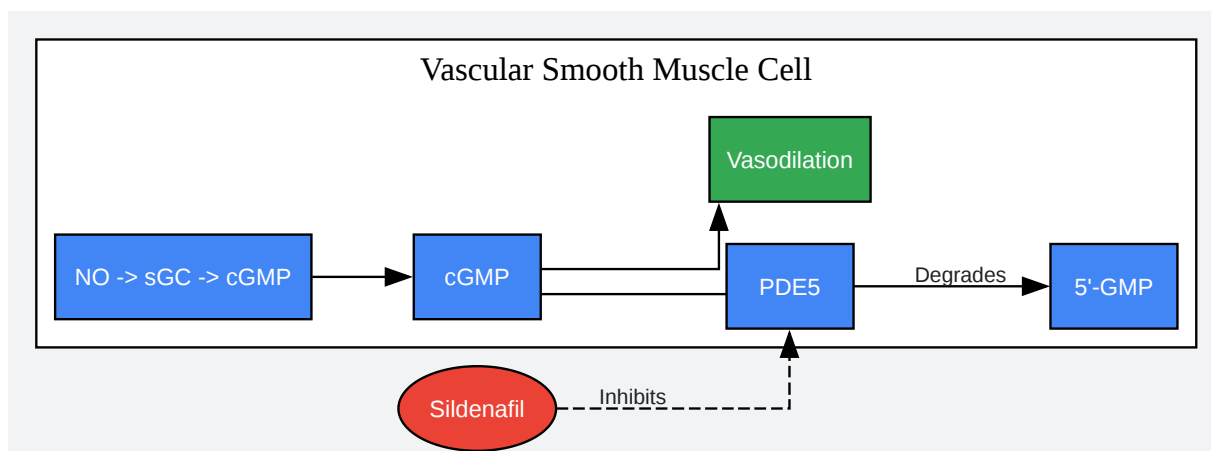 Vascular Smooth Muscle Cell
Vasodilation
NO -> sGC -> cGMP
cGMP
PDE5
Degrades
5'-GMP
Sildenafil
Inhibits